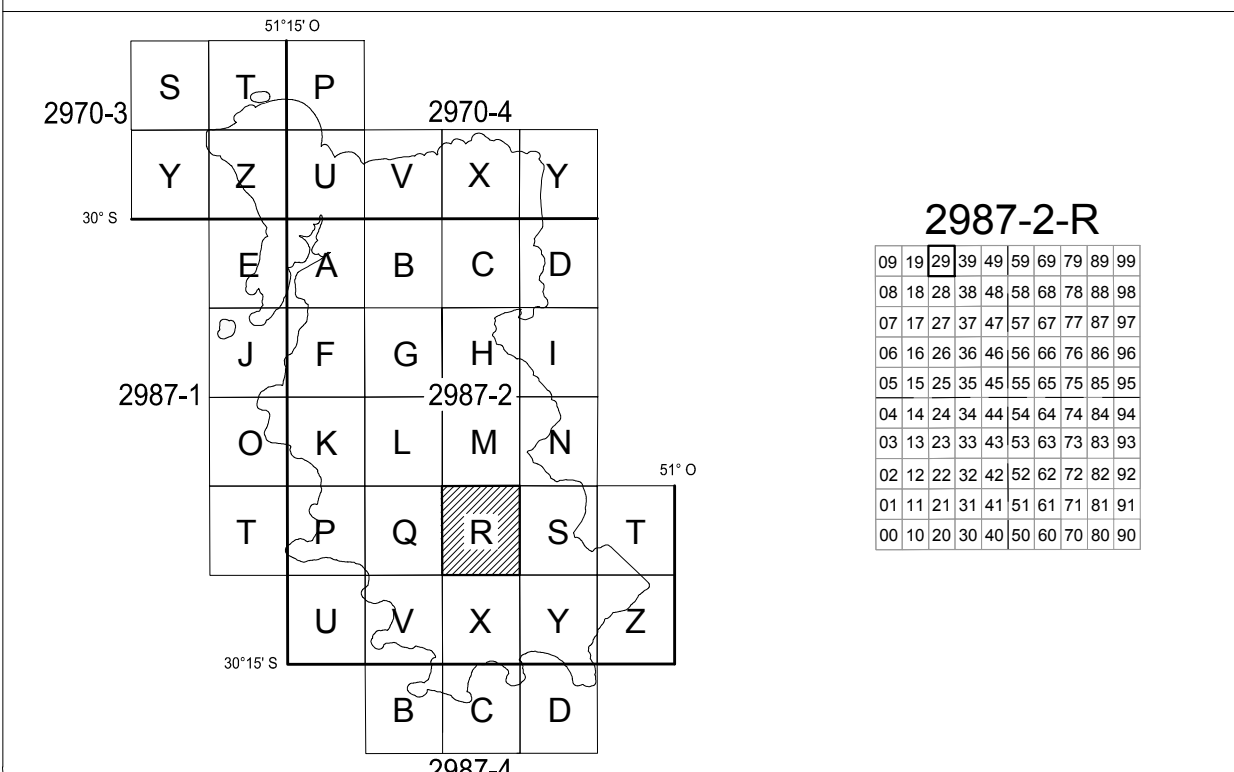 51°15' O
S T P
2970-3 2970-4
Y Z U V X Y
30° S
E A B C D
J F G H I
2987-1 2987-2
O K L M N
51° O
T P Q R S T
U V X Y Z
30°15' S
B C D
2987-4
2987-2-R
09 19 29 39 49 59 69 79 89 99
08 18 28 38 48 58 68 78 88 98
07 17 27 37 47 57 67 77 87 97
06 16 26 36 46 56 66 76 86 96
05 15 25 35 45 55 65 75 85 95
04 14 24 34 44 54 64 74 84 94
03 13 23 33 43 53 63 73 83 93
02 12 22 32 42 52 62 72 82 92
01 11 21 31 41 51 61 71 81 91
00 10 20 30 40 50 60 70 80 90